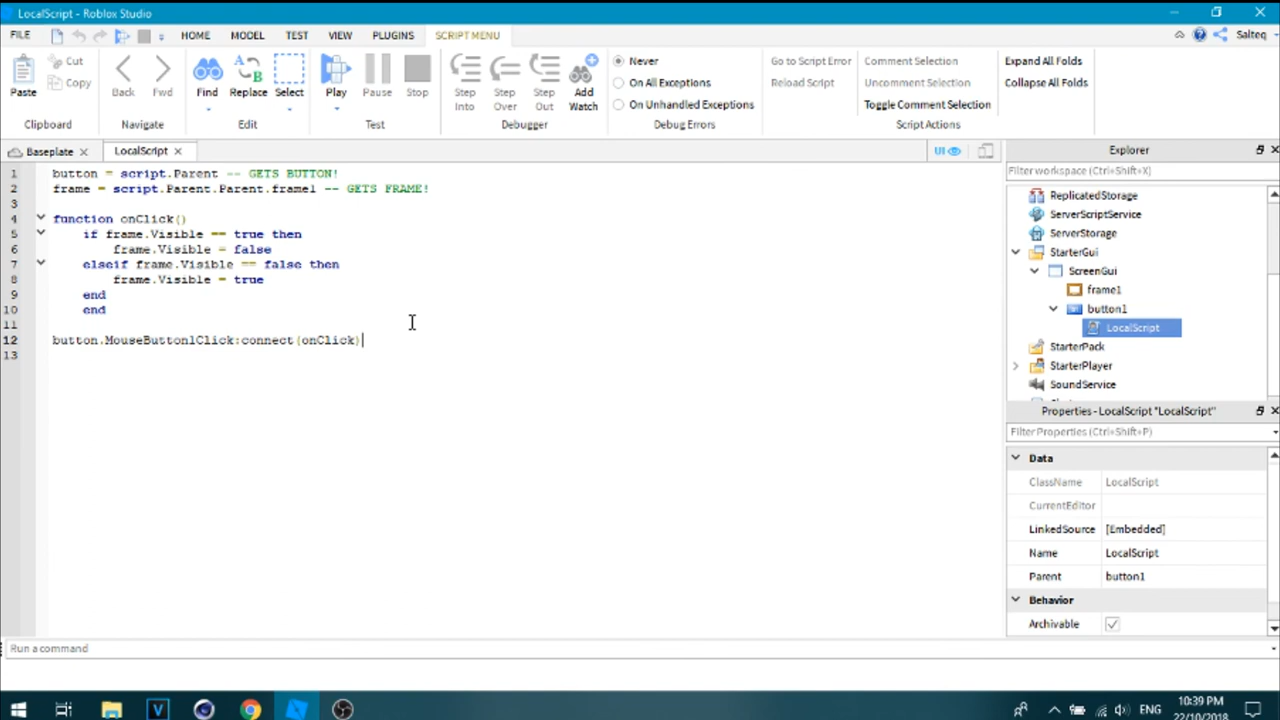 LocalScript - Roblox Studio
FILE HOME MODEL TEST VIEW PLUGINS SCRIPT MENU Salteq
Paste Cut Copy Clipboard
Back Fwd Navigate
Find Replace Select Edit
Play Pause Stop Test
Step Into Step Over Step Out Add Watch Debugger
Never
On All Exceptions
On Unhandled Exceptions
Debug Errors
Go to Script Error
Reload Script
Comment Selection
Uncomment Selection
Toggle Comment Selection
Script Actions
Expand All Folds
Collapse All Folds
Baseplate LocalScript UI
1 button = script.Parent -- GETS BUTTON!
2 frame = script.Parent.Parent.frame1 -- GETS FRAME!
3
4 function onClick()
5 if frame.Visible == true then
6 frame.Visible = false
7 elseif frame.Visible == false then
8 frame.Visible = true
9 end
10 end
11
12 button.MouseButton1Click:connect(onClick)
13
Explorer
Filter workspace (Ctrl+Shift+X)
ReplicatedStorage
ServerScriptService
ServerStorage
StarterGui
ScreenGui
frame1
button1
LocalScript
StarterPack
StarterPlayer
SoundService
Properties - LocalScript "LocalScript"
Filter Properties (Ctrl+Shift+P)
Data
ClassName LocalScript
CurrentEditor
LinkedSource [Embedded]
Name LocalScript
Parent button1
Behavior
Archivable
Run a command
V ENG 10:39 PM
22/10/2018